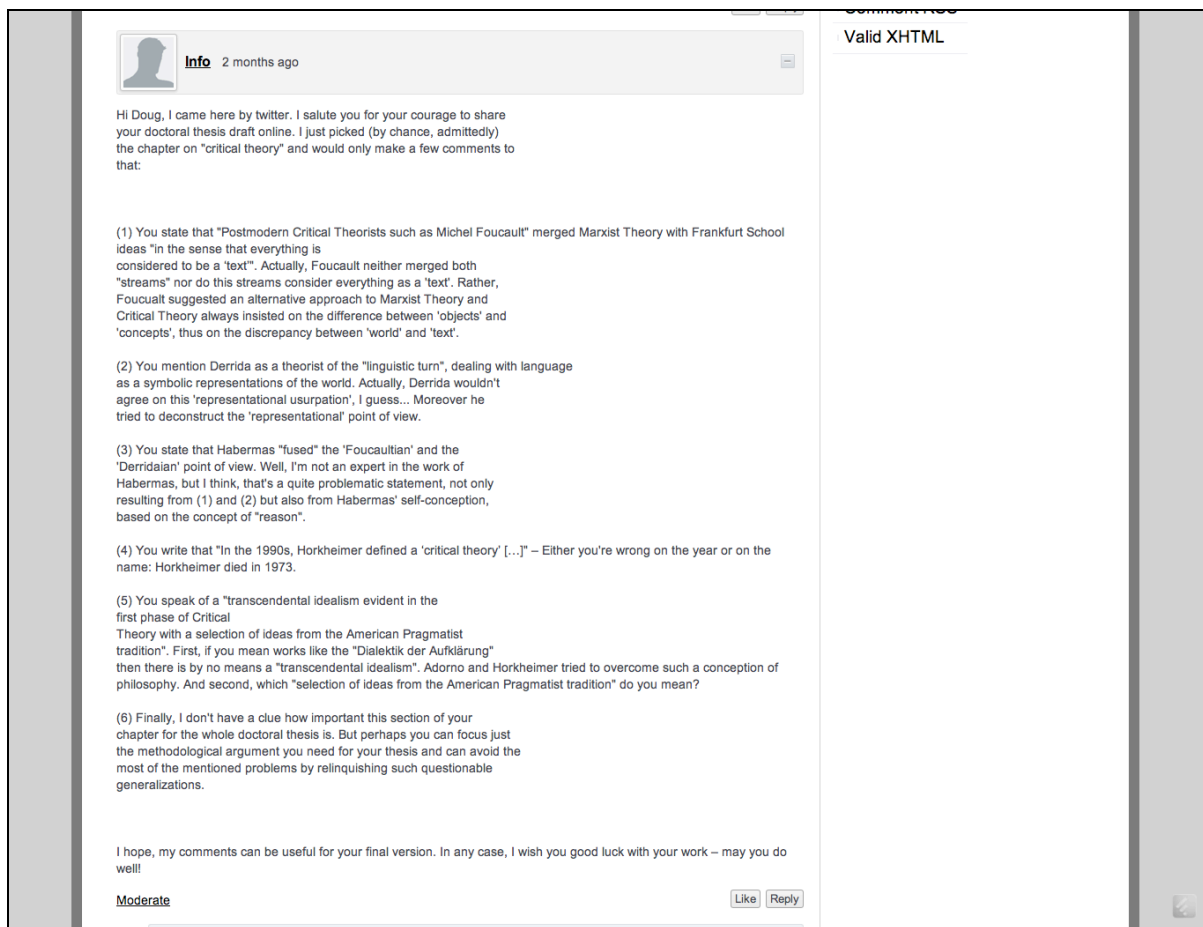 Valid XHTML
Info 2 months ago
Hi Doug, I came here by twitter. I salute you for your courage to share
your doctoral thesis draft online. I just picked (by chance, admittedly)
the chapter on "critical theory" and would only make a few comments to
that:
(1) You state that "Postmodern Critical Theorists such as Michel Foucault" merged Marxist Theory with Frankfurt School
ideas "in the sense that everything is
considered to be a 'text'". Actually, Foucault neither merged both
"streams" nor do this streams consider everything as a 'text'. Rather,
Foucualt suggested an alternative approach to Marxist Theory and
Critical Theory always insisted on the difference between 'objects' and
'concepts', thus on the discrepancy between 'world' and 'text'.
(2) You mention Derrida as a theorist of the "linguistic turn", dealing with language
as a symbolic representations of the world. Actually, Derrida wouldn't
agree on this 'representational usurpation', I guess... Moreover he
tried to deconstruct the 'representational' point of view.
(3) You state that Habermas "fused" the 'Foucaultian' and the
'Derridaian' point of view. Well, I'm not an expert in the work of
Habermas, but I think, that's a quite problematic statement, not only
resulting from (1) and (2) but also from Habermas' self-conception,
based on the concept of "reason".
(4) You write that "In the 1990s, Horkheimer defined a 'critical theory' [...]" – Either you're wrong on the year or on the
name: Horkheimer died in 1973.
(5) You speak of a "transcendental idealism evident in the
first phase of Critical
Theory with a selection of ideas from the American Pragmatist
tradition". First, if you mean works like the "Dialektik der Aufklärung"
then there is by no means a "transcendental idealism". Adorno and Horkheimer tried to overcome such a conception of
philosophy. And second, which "selection of ideas from the American Pragmatist tradition" do you mean?
(6) Finally, I don't have a clue how important this section of your
chapter for the whole doctoral thesis is. But perhaps you can focus just
the methodological argument you need for your thesis and can avoid the
most of the mentioned problems by relinquishing such questionable
generalizations.
I hope, my comments can be useful for your final version. In any case, I wish you good luck with your work – may you do
well!
Moderate
Like Reply